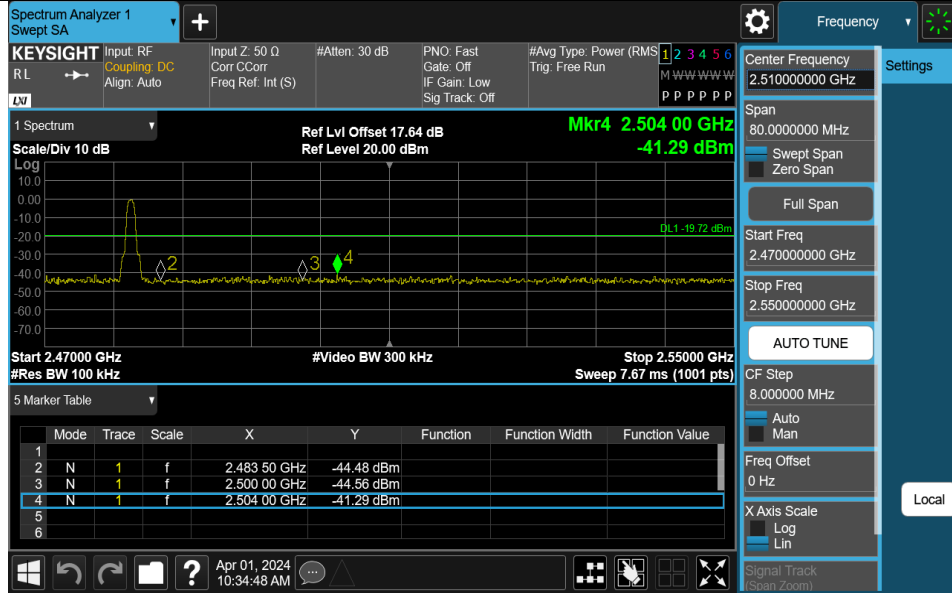 Spectrum Analyzer 1
Swept SA
+
Frequency
KEYSIGHT
RL
LXI
Input: RF
Coupling: DC
Align: Auto
Input Z: 50 Ω
Corr CCorr
Freq Ref: Int (S)
#Atten: 30 dB
PNO: Fast
Gate: Off
IF Gain: Low
Sig Track: Off
#Avg Type: Power (RMS
Trig: Free Run
1 2 3 4 5 6
M W W W W W
P P P P P P
1 Spectrum
Scale/Div 10 dB
Ref Lvl Offset 17.64 dB
Ref Level 20.00 dBm
Mkr4 2.504 00 GHz
-41.29 dBm
Log
10.0
0.00
-10.0
-20.0
-30.0
-40.0
-50.0
-60.0
-70.0
DL1 -19.72 dBm
2
3
4
Start 2.47000 GHz
#Video BW 300 kHz
Stop 2.55000 GHz
#Res BW 100 kHz
Sweep 7.67 ms (1001 pts)
5 Marker Table
Mode Trace Scale X Y Function Function Width Function Value
1
2 N 1 f 2.483 50 GHz -44.48 dBm
3 N 1 f 2.500 00 GHz -44.56 dBm
4 N 1 f 2.504 00 GHz -41.29 dBm
5
6
?
Apr 01, 2024
10:34:48 AM
Center Frequency
2.510000000 GHz
Settings
Span
80.0000000 MHz
Swept Span
Zero Span
Full Span
Start Freq
2.470000000 GHz
Stop Freq
2.550000000 GHz
AUTO TUNE
CF Step
8.000000 MHz
Auto
Man
Freq Offset
0 Hz
Local
X Axis Scale
Log
Lin
Signal Track
(Span Zoom)